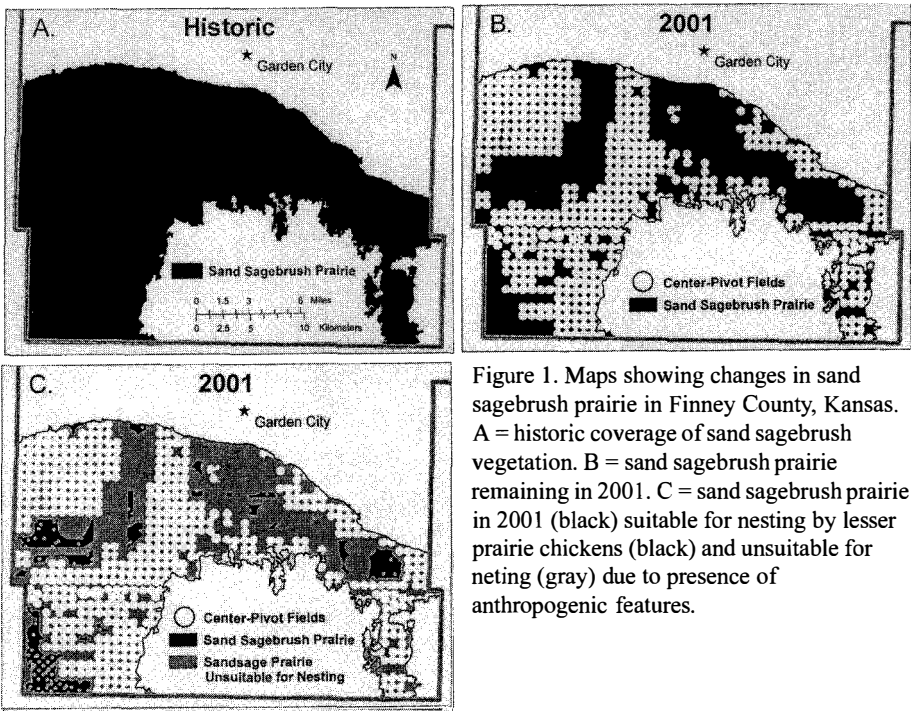 A.
Historic
Garden City
N
Sand Sagebrush Prairie
0 1.5 3 6 Miles
0 2.5 5 10 Kilometers
B.
2001
Garden City
Center-Pivot Fields
Sand Sagebrush Prairie
C.
2001
Garden City
Center-Pivot Fields
Sand Sagebrush Prairie
Sandsage Prairie
Unsuitable for Nesting
Figure 1. Maps showing changes in sand
sagebrush prairie in Finney County, Kansas.
A = historic coverage of sand sagebrush
vegetation. B = sand sagebrush prairie
remaining in 2001. C = sand sagebrush prairie
in 2001 (black) suitable for nesting by lesser
prairie chickens (black) and unsuitable for
neting (gray) due to presence of
anthropogenic features.